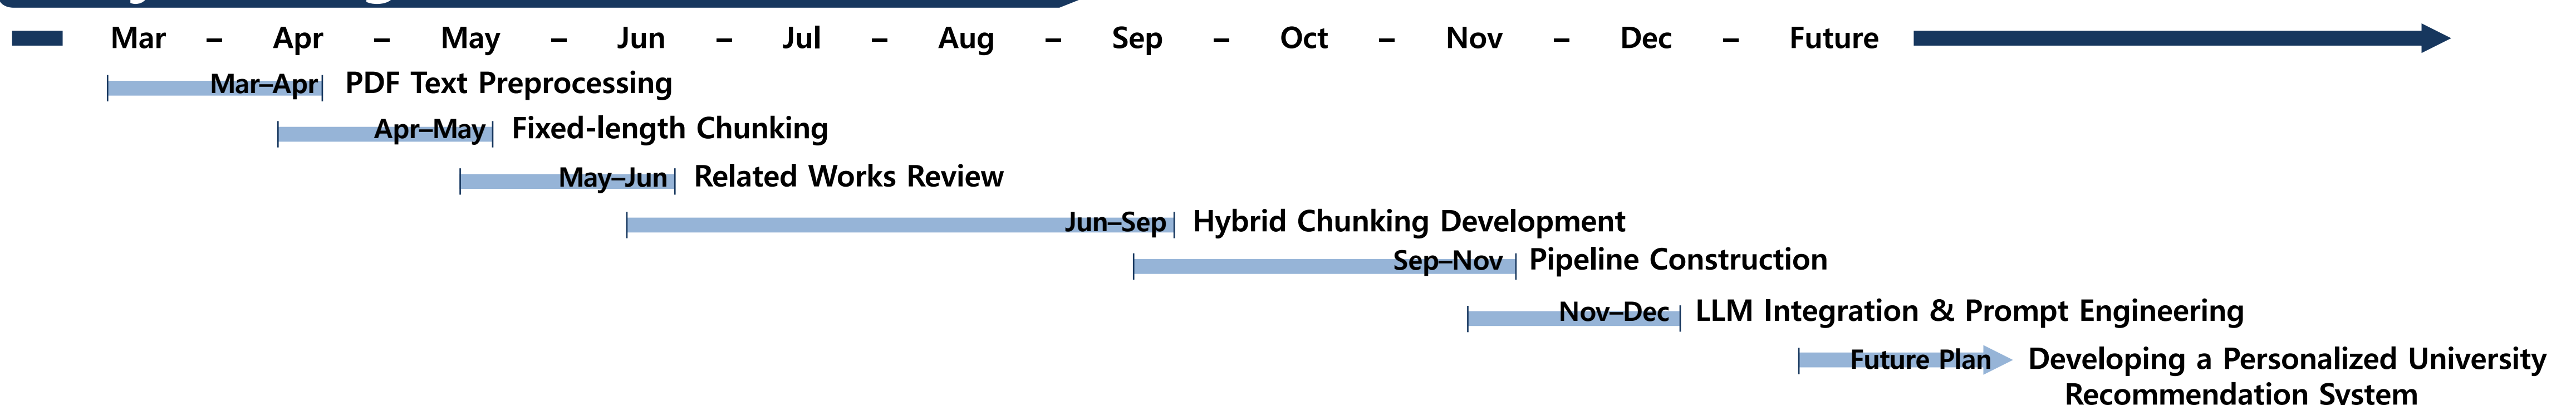 Mar – Apr – May – Jun – Jul – Aug – Sep – Oct – Nov – Dec – Future
Mar–Apr PDF Text Preprocessing
Apr–May Fixed-length Chunking
May–Jun Related Works Review
Jun–Sep Hybrid Chunking Development
Sep–Nov Pipeline Construction
Nov–Dec LLM Integration & Prompt Engineering
Future Plan Developing a Personalized University
Recommendation System